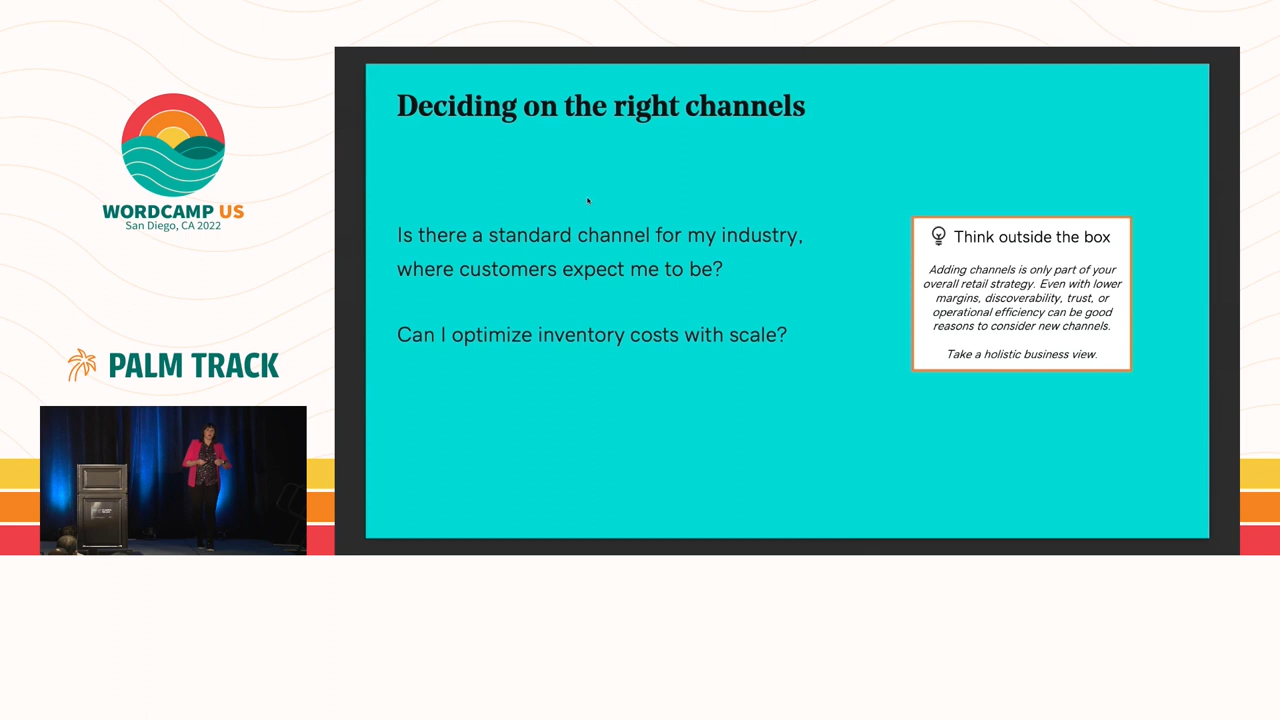 WORDCAMP US
San Diego, CA 2022
PALM TRACK
Deciding on the right channels
Is there a standard channel for my industry,
where customers expect me to be?
Can I optimize inventory costs with scale?
Think outside the box
Adding channels is only part of your
overall retail strategy. Even with lower
margins, discoverability, trust, or
operational efficiency can be good
reasons to consider new channels.
Take a holistic business view.